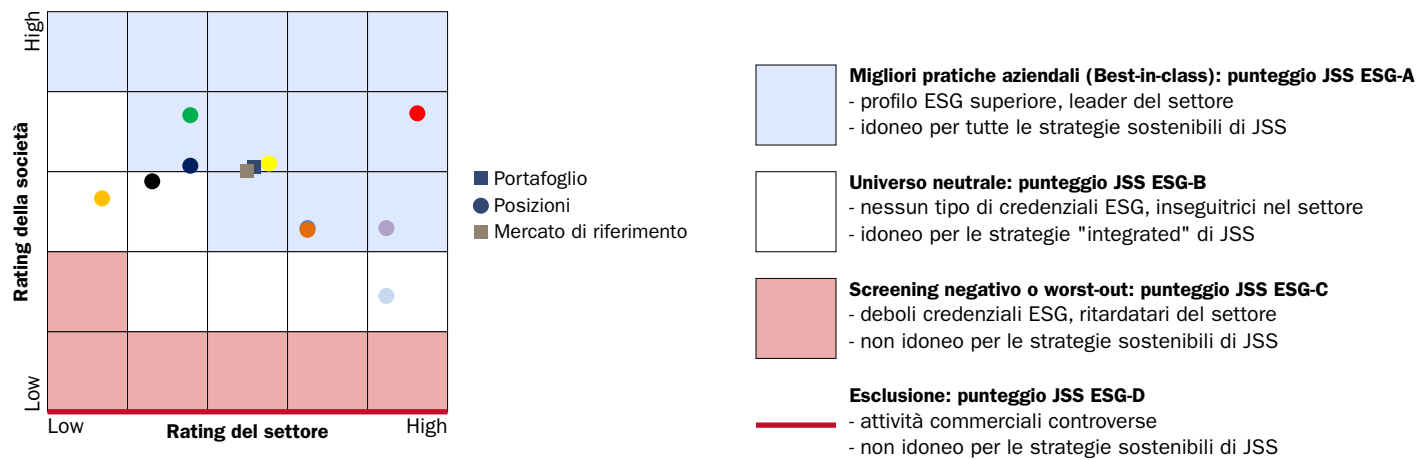 High
Rating della società
Low
Low
Rating del settore
High
Portafoglio
Posizioni
Mercato di riferimento
Migliori pratiche aziendali (Best-in-class): punteggio JSS ESG-A
- profilo ESG superiore, leader del settore
- idoneo per tutte le strategie sostenibili di JSS
Universo neutrale: punteggio JSS ESG-B
- nessun tipo di credenziali ESG, inseguitrici nel settore
- idoneo per le strategie "integrated" di JSS
Screening negativo o worst-out: punteggio JSS ESG-C
- deboli credenziali ESG, ritardatari del settore
- non idoneo per le strategie sostenibili di JSS
Esclusione: punteggio JSS ESG-D
- attività commerciali controverse
- non idoneo per le strategie sostenibili di JSS